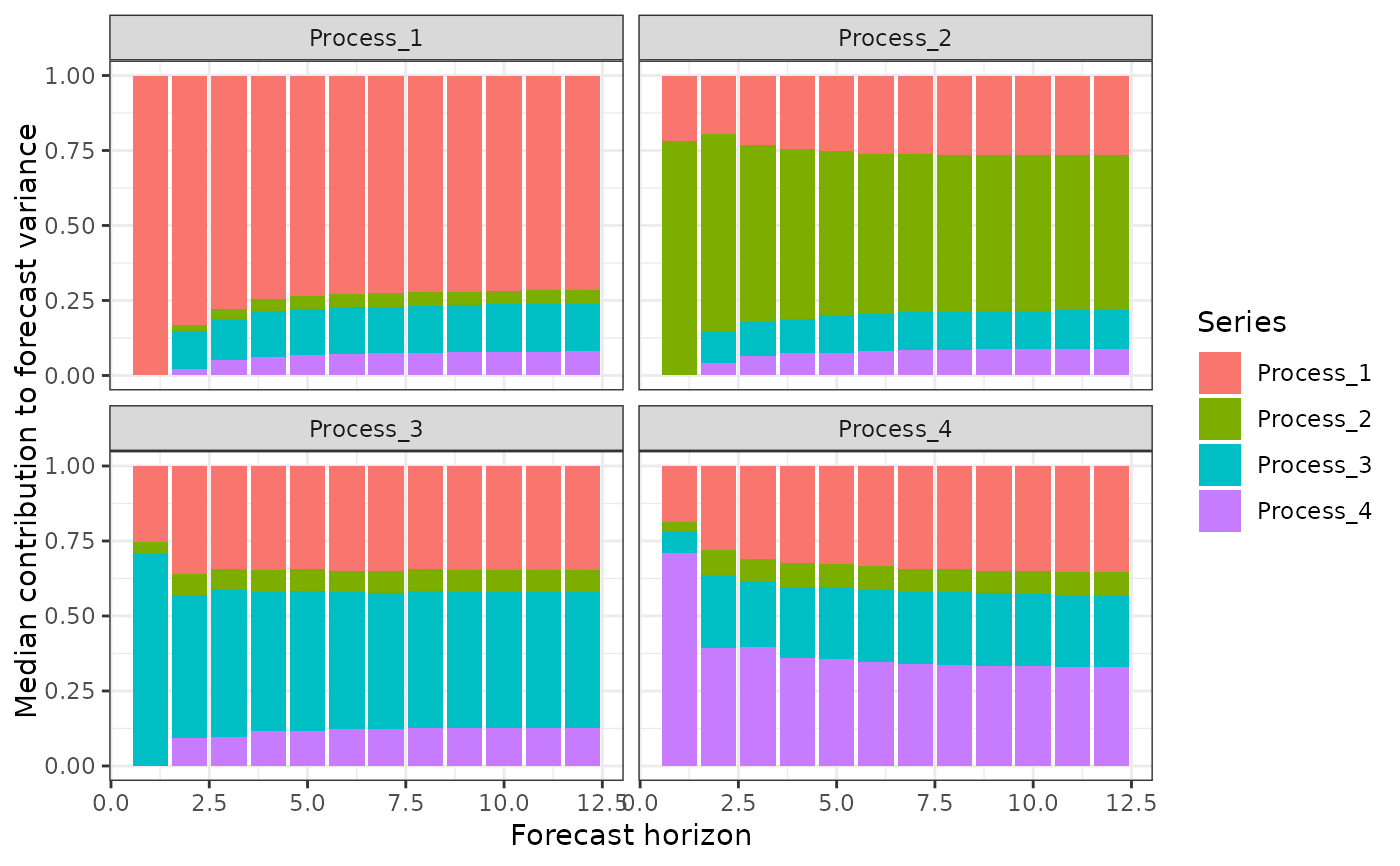 Process_1
Process_2
Median contribution to forecast variance
1.00
0.75
0.50
0.25
0.00
Process_3
Process_4
1.00
0.75
0.50
0.25
0.00
0.0 2.5 5.0 7.5 10.0 12.5
0.0 2.5 5.0 7.5 10.0 12.5
Forecast horizon
Series
Process_1
Process_2
Process_3
Process_4